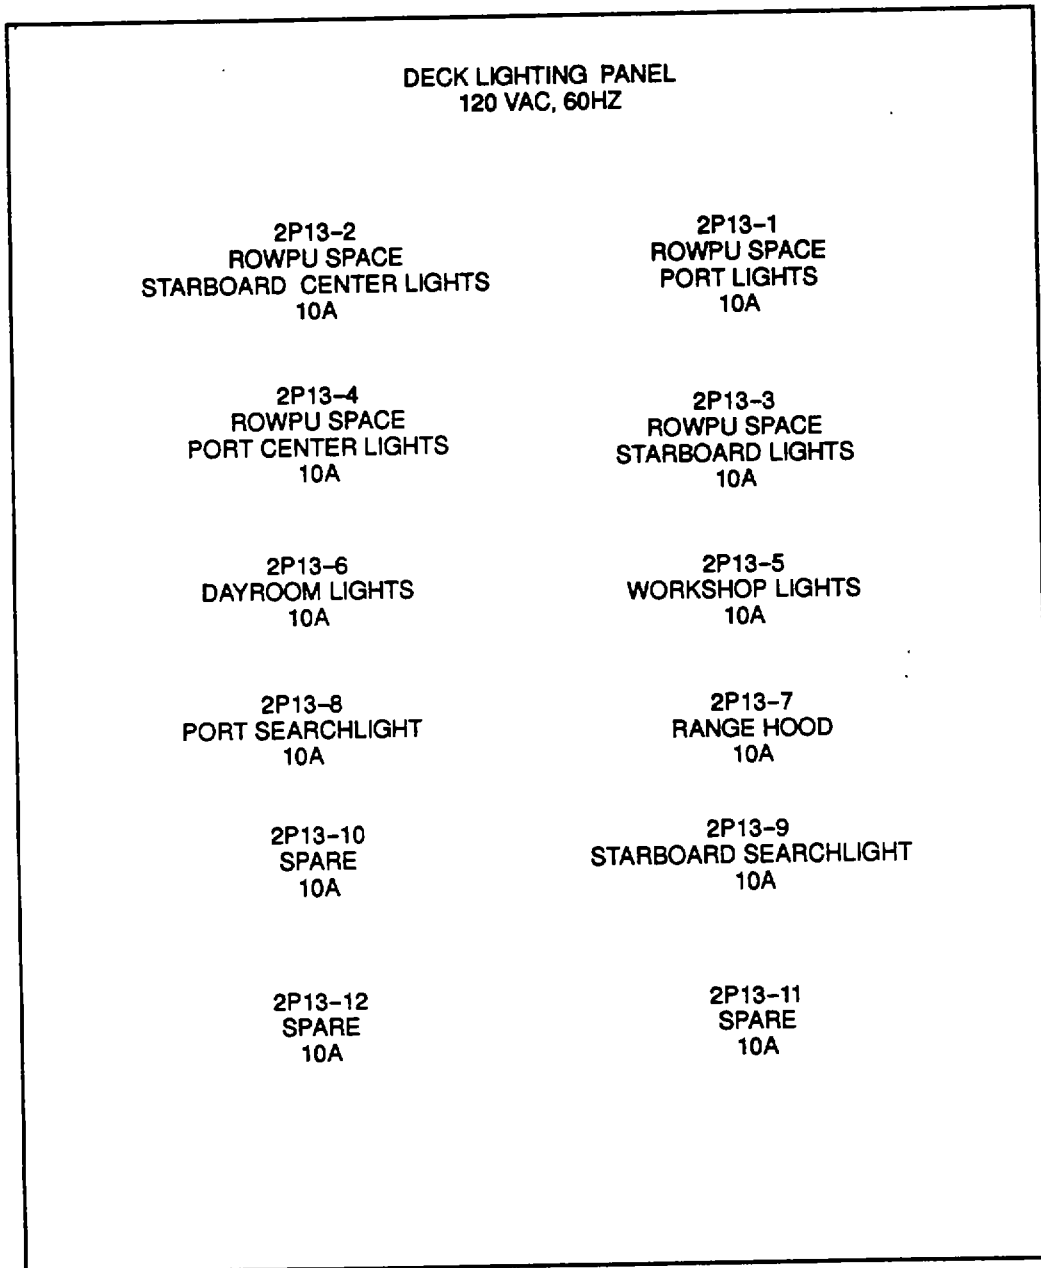 DECK LIGHTING PANEL
120 VAC, 60HZ
2P13-2
ROWPU SPACE
STARBOARD CENTER LIGHTS
10A
2P13-1
ROWPU SPACE
PORT LIGHTS
10A
2P13-4
ROWPU SPACE
PORT CENTER LIGHTS
10A
2P13-3
ROWPU SPACE
STARBOARD LIGHTS
10A
2P13-6
DAYROOM LIGHTS
10A
2P13-5
WORKSHOP LIGHTS
10A
2P13-8
PORT SEARCHLIGHT
10A
2P13-7
RANGE HOOD
10A
2P13-10
SPARE
10A
2P13-9
STARBOARD SEARCHLIGHT
10A
2P13-12
SPARE
10A
2P13-11
SPARE
10A